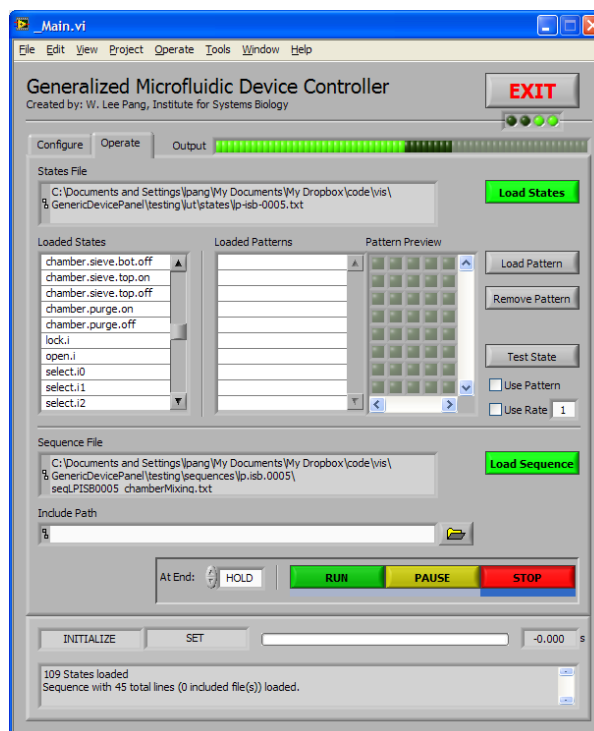 _Main.vi
File Edit View Project Operate Tools Window Help
Generalized Microfluidic Device Controller
Created by: W. Lee Pang, Institute for Systems Biology
EXIT
Configure Operate Output
States File
C:\Documents and Settings\lpang\My Documents\My Dropbox\code\vis\
GenericDevicePanel\testing\lut\states\lp-isb-0005.txt
Load States
Loaded States Loaded Patterns Pattern Preview
chamber.sieve.bot.off
chamber.sieve.top.on
chamber.sieve.top.off
chamber.purge.on
chamber.purge.off
lock.i
open.i
select.i0
select.i1
select.i2
Load Pattern
Remove Pattern
Test State
Use Pattern
Use Rate 1
Sequence File
C:\Documents and Settings\lpang\My Documents\My Dropbox\code\vis\
GenericDevicePanel\testing\sequences\lp.isb.0005\
seqLPISB0005_chamberMixing.txt
Load Sequence
Include Path
At End: HOLD RUN PAUSE STOP
INITIALIZE SET -0.000 s
109 States loaded
Sequence with 45 total lines (0 included file(s)) loaded.